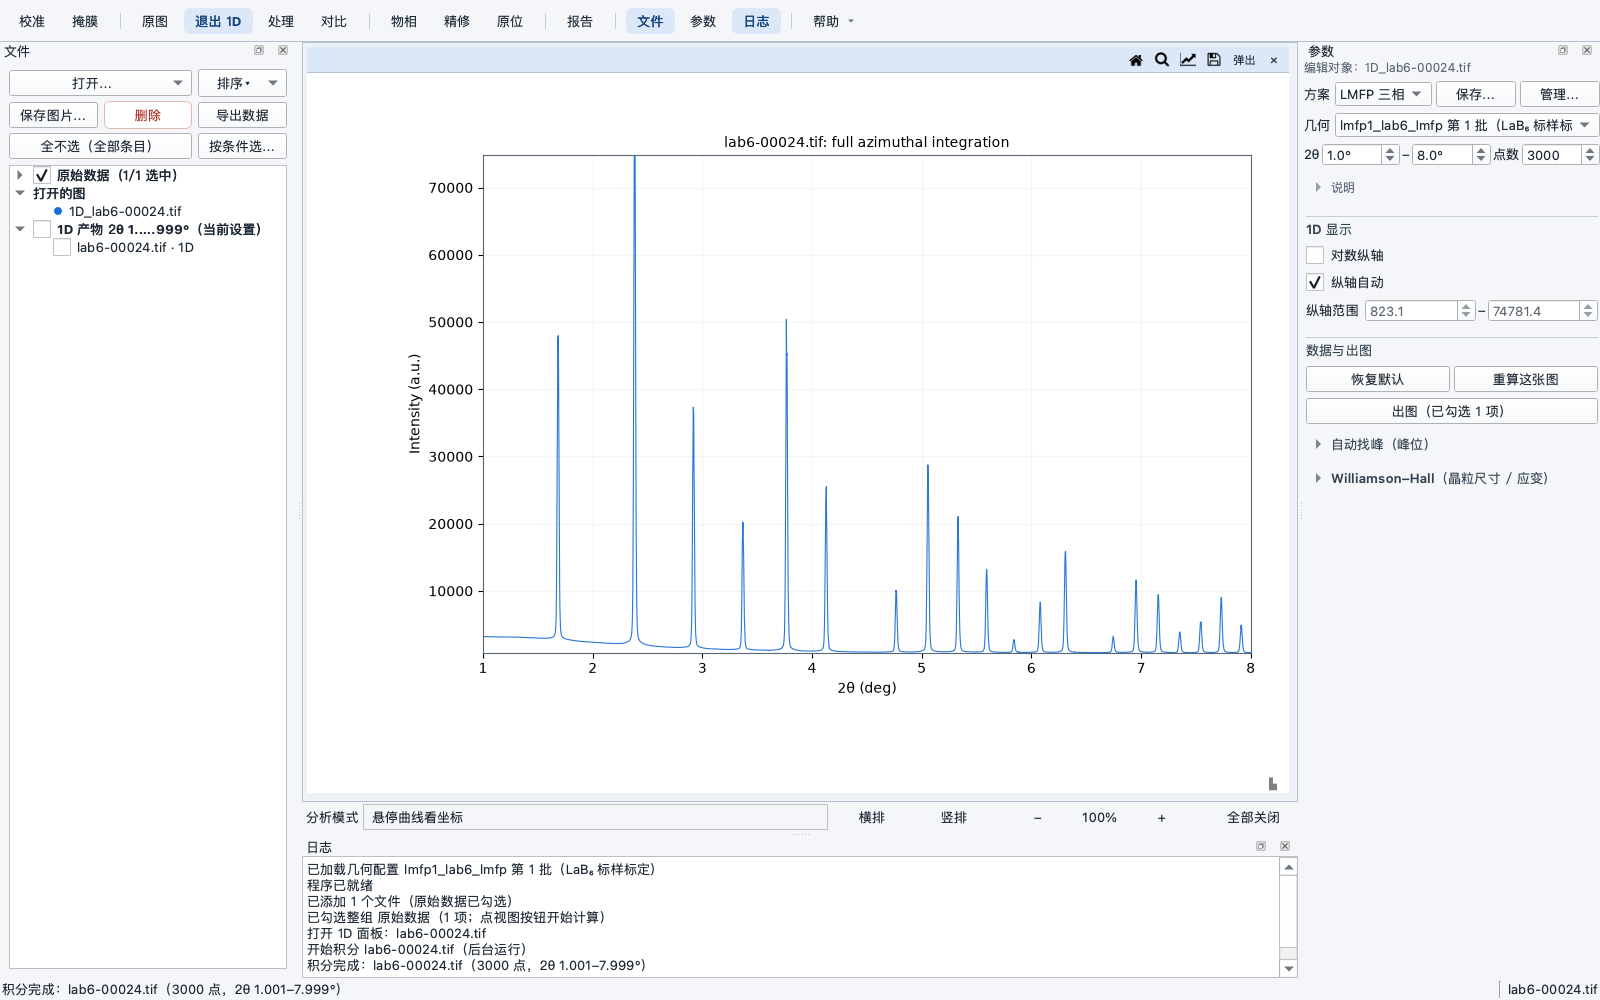 校准 掩膜 原图 退出 1D 处理 对比 物相 精修 原位 报告 文件 参数 日志 帮助
文件
打开...
排序
保存图片...
删除
导出数据
全不选（全部条目）
按条件选...
原始数据（1/1 选中）
打开的图
1D_lab6-00024.tif
1D 产物 2θ 1.....999°（当前设置）
lab6-00024.tif · 1D
弹出 ×
lab6-00024.tif: full azimuthal integration
Intensity (a.u.)
70000
60000
50000
40000
30000
20000
10000
1 2 3 4 5 6 7 8
2θ (deg)
分析模式 悬停曲线看坐标 横排 竖排 − 100% + 全部关闭
日志
已加载几何配置 lmfp1_lab6_lmfp 第 1 批（LaB₆ 标样标定）
程序已就绪
已添加 1 个文件（原始数据已勾选）
已勾选整组 原始数据（1 项；点视图按钮开始计算）
打开 1D 面板：lab6-00024.tif
开始积分 lab6-00024.tif（后台运行）
积分完成：lab6-00024.tif（3000 点，2θ 1.001–7.999°）
参数
编辑对象：1D_lab6-00024.tif
方案 LMFP 三相 保存... 管理...
几何 lmfp1_lab6_lmfp 第 1 批（LaB₆ 标样标
2θ 1.0° – 8.0° 点数 3000
说明
1D 显示
对数纵轴
纵轴自动
纵轴范围 823.1 – 74781.4
数据与出图
恢复默认 重算这张图
出图（已勾选 1 项）
自动找峰（峰位）
Williamson–Hall（晶粒尺寸 / 应变）
积分完成：lab6-00024.tif（3000 点，2θ 1.001–7.999°）
lab6-00024.tif